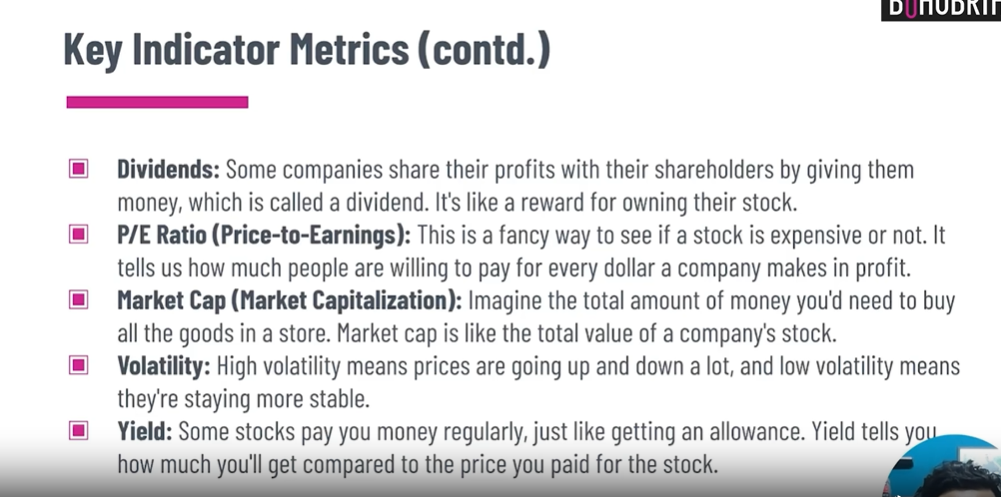 BOHUBRIH
Key Indicator Metrics (contd.)
Dividends: Some companies share their profits with their shareholders by giving them
money, which is called a dividend. It's like a reward for owning their stock.
P/E Ratio (Price-to-Earnings): This is a fancy way to see if a stock is expensive or not. It
tells us how much people are willing to pay for every dollar a company makes in profit.
Market Cap (Market Capitalization): Imagine the total amount of money you'd need to buy
all the goods in a store. Market cap is like the total value of a company's stock.
Volatility: High volatility means prices are going up and down a lot, and low volatility means
they're staying more stable.
Yield: Some stocks pay you money regularly, just like getting an allowance. Yield tells you
how much you'll get compared to the price you paid for the stock.